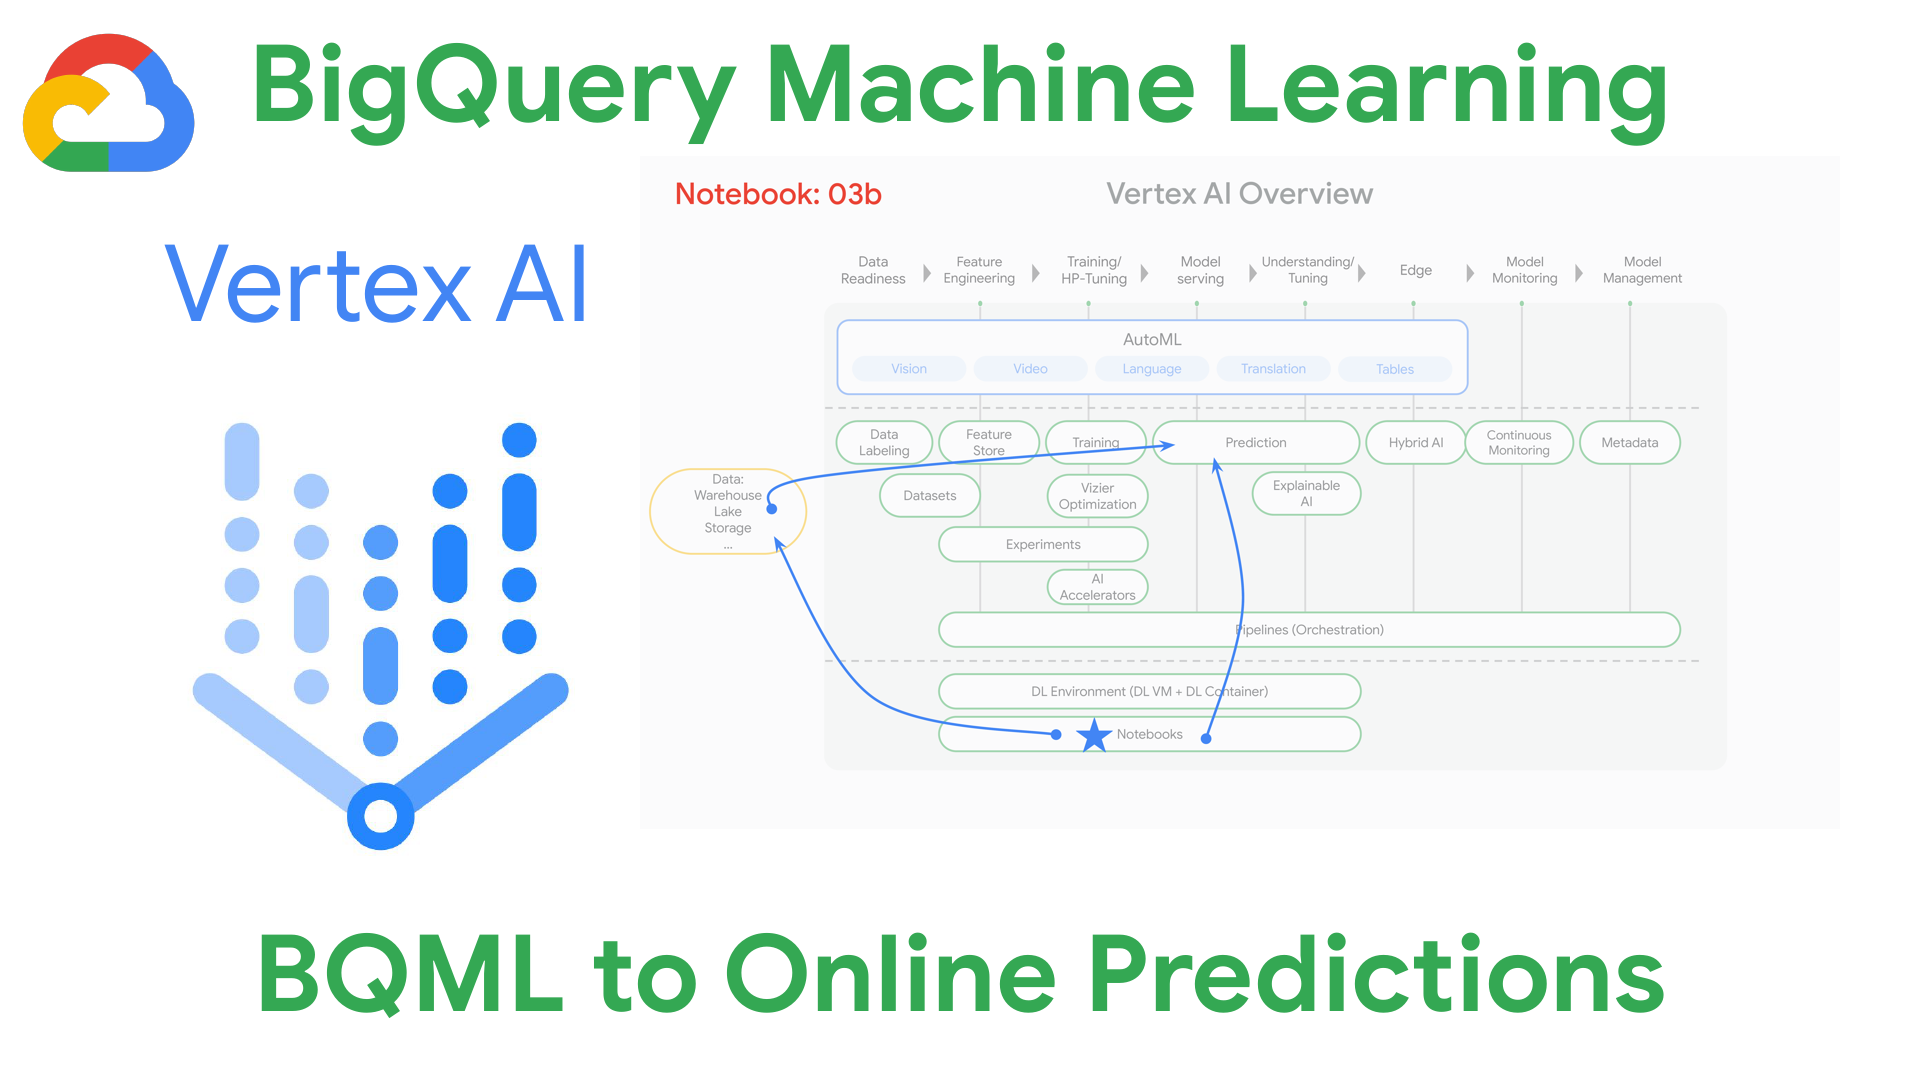 BigQuery Machine Learning
Notebook: 03b
Vertex AI Overview
Vertex AI
Data
Readiness
Feature
Engineering
Training/
HP-Tuning
Model
serving
Understanding/
Tuning
Edge
Model
Monitoring
Model
Management
AutoML
Vision
Video
Language
Translation
Tables
Data
Labeling
Feature
Store
Training
Prediction
Hybrid AI
Continuous
Monitoring
Metadata
Data:
Warehouse
Lake
Storage
...
Datasets
Vizier
Optimization
Explainable
AI
Experiments
AI
Accelerators
Pipelines (Orchestration)
DL Environment (DL VM + DL Container)
Notebooks
BQML to Online Predictions